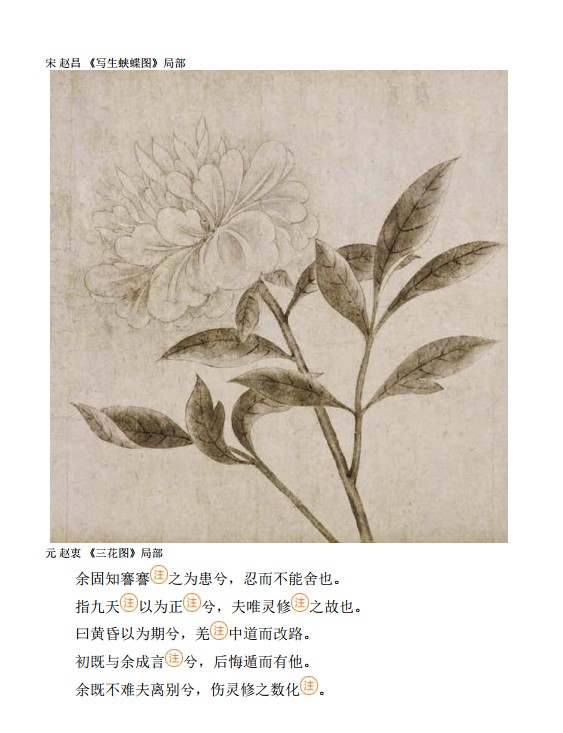 宋 赵昌 《写生蛱蝶图》局部
元 赵衷 《三花图》局部
余固知謇謇注之为患兮，忍而不能舍也。
指九天注以为正注兮，夫唯灵修注之故也。
曰黄昏以为期兮，羌注中道而改路。
初既与余成言注兮，后悔遁而有他。
余既不难夫离别兮，伤灵修之数化注。